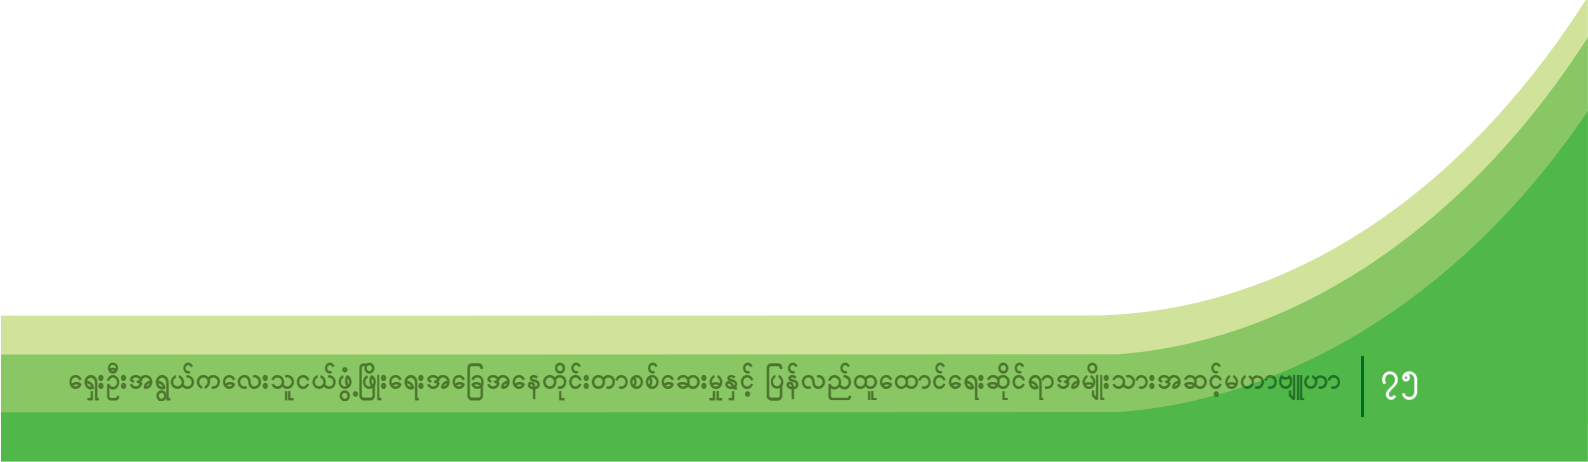 ရှေးဦးအရွယ်ကလေးသူငယ်ဖွံ့ဖြိုးရေးအခြေအနေတိုင်းတာစစ်ဆေးမှုနှင့် ပြန်လည်ထူထောင်ရေးဆိုင်ရာအမျိုးသားအဆင့်မဟာဗျူဟာ ၇၅